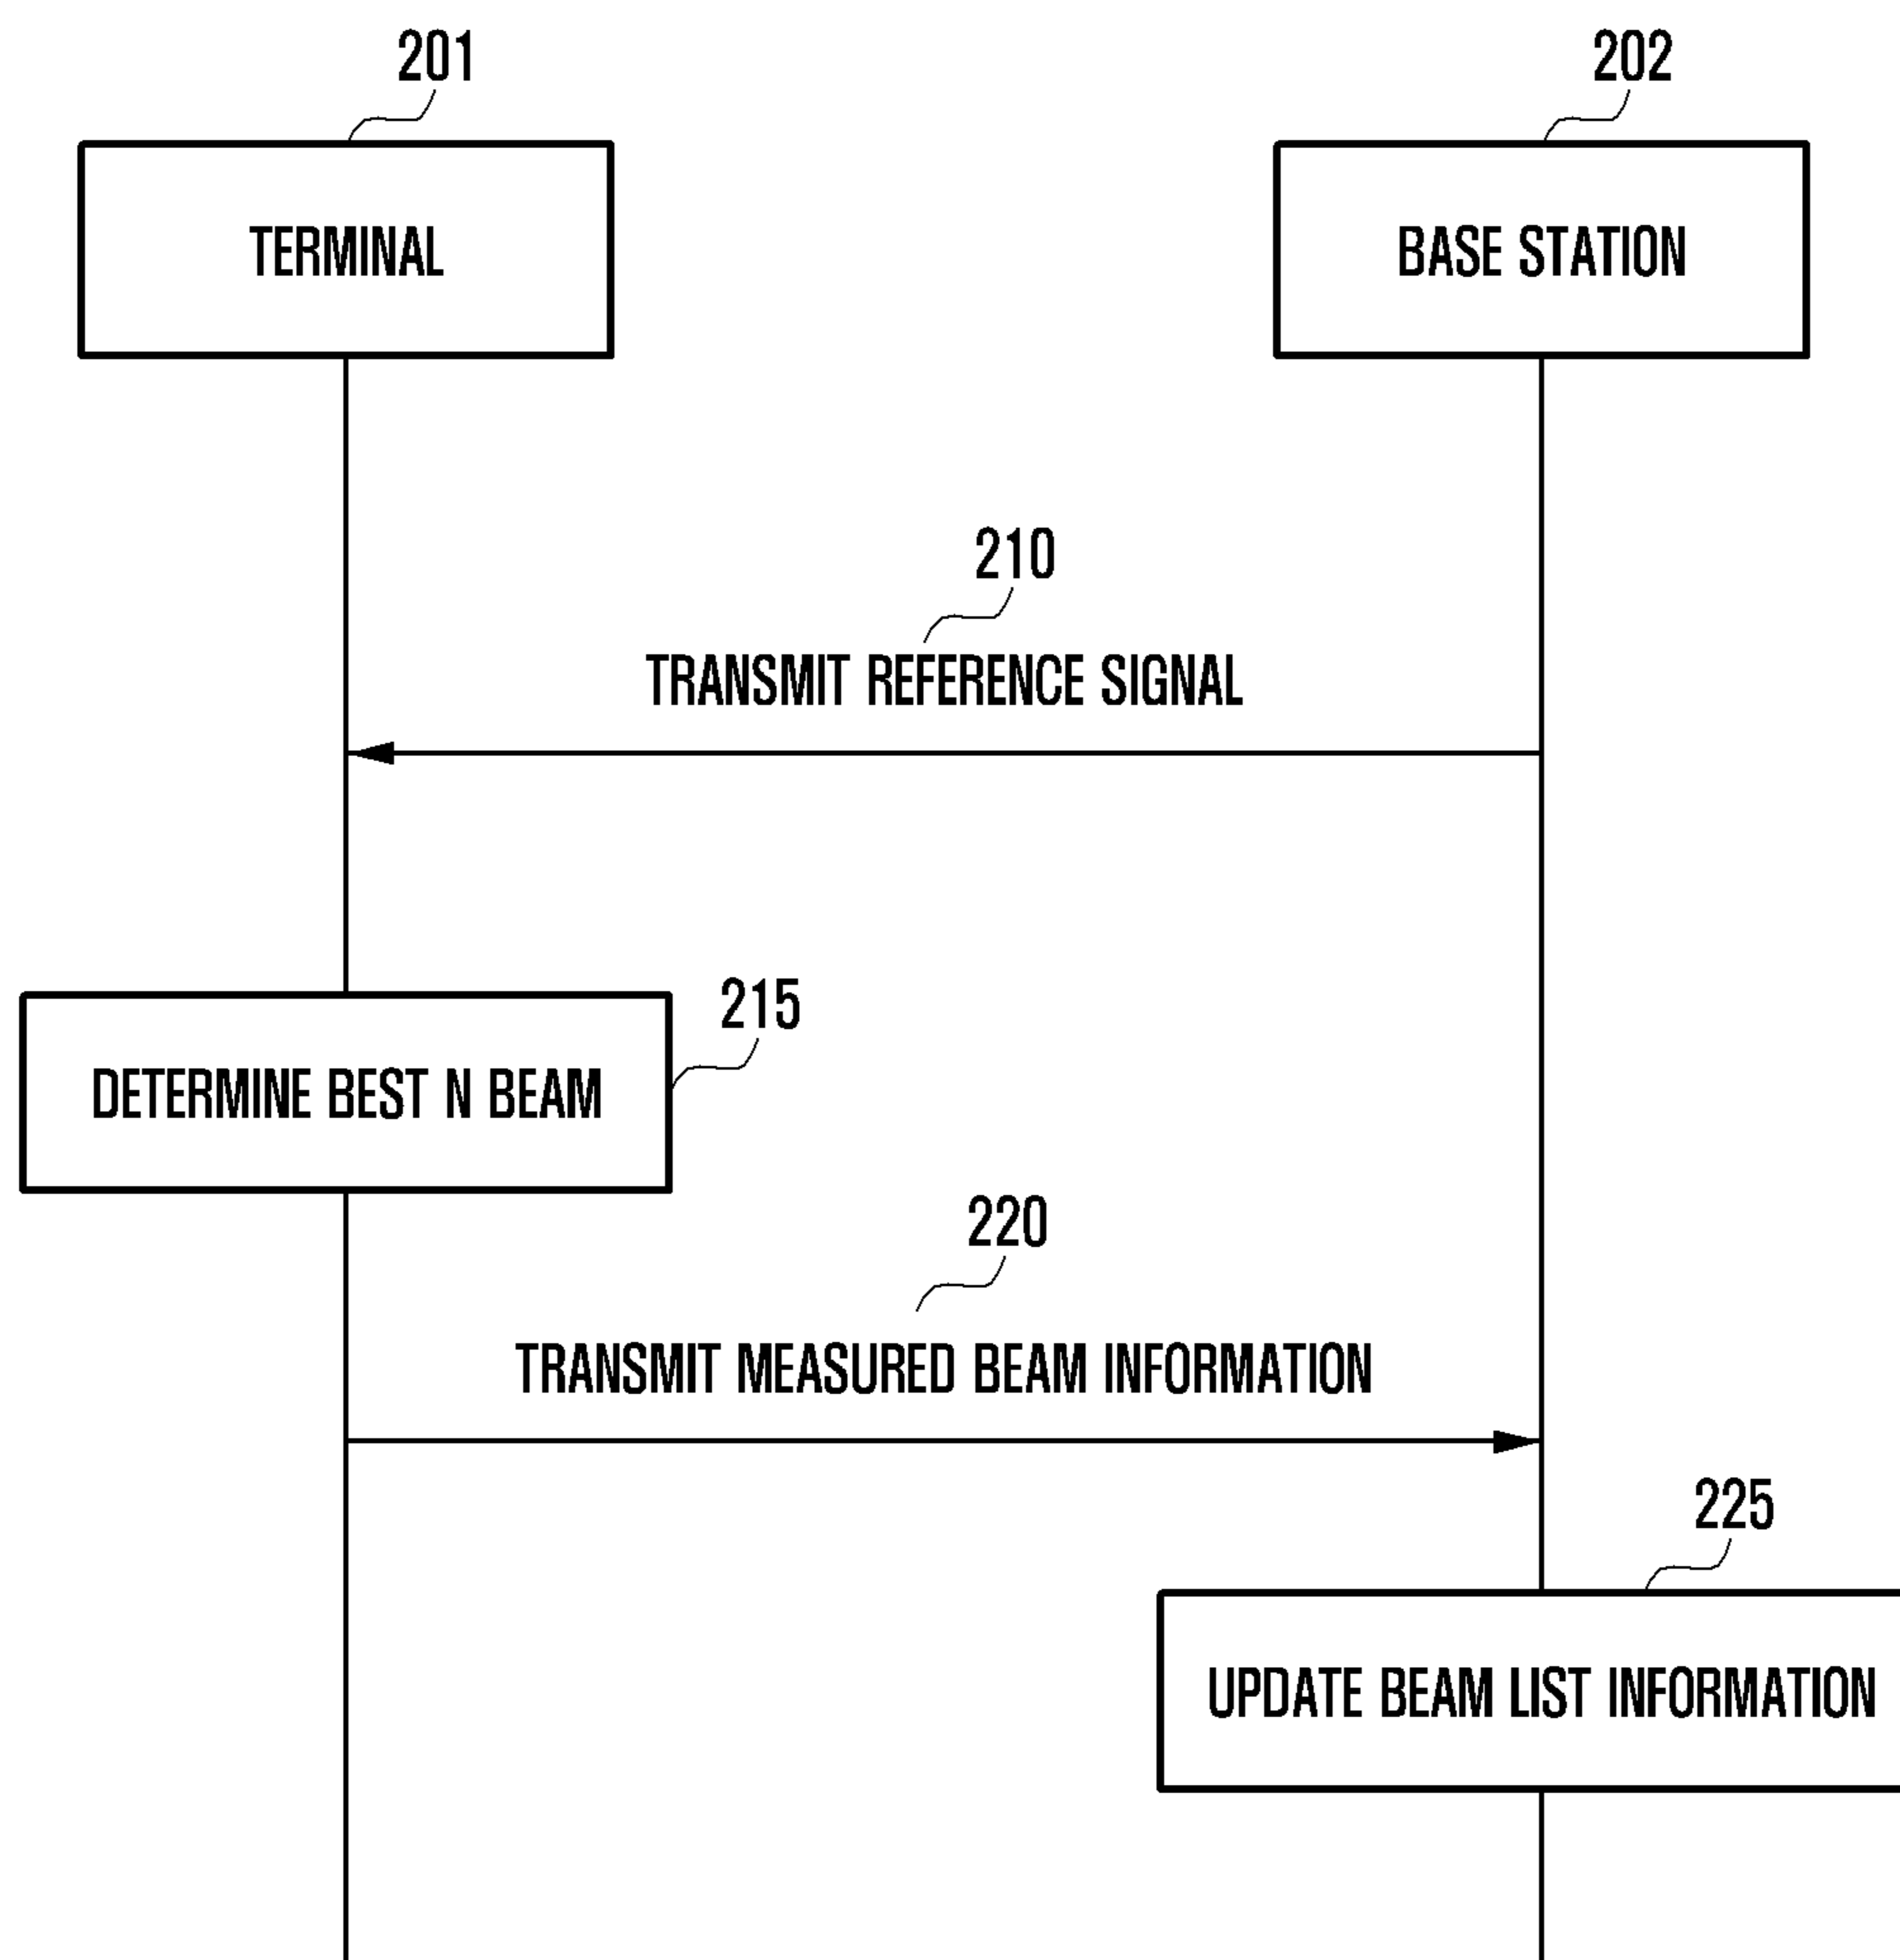 201
202
TERMINAL
BASE STATION
210
TRANSMIT REFERENCE SIGNAL
215
DETERMINE BEST N BEAM
220
TRANSMIT MEASURED BEAM INFORMATION
225
UPDATE BEAM LIST INFORMATION